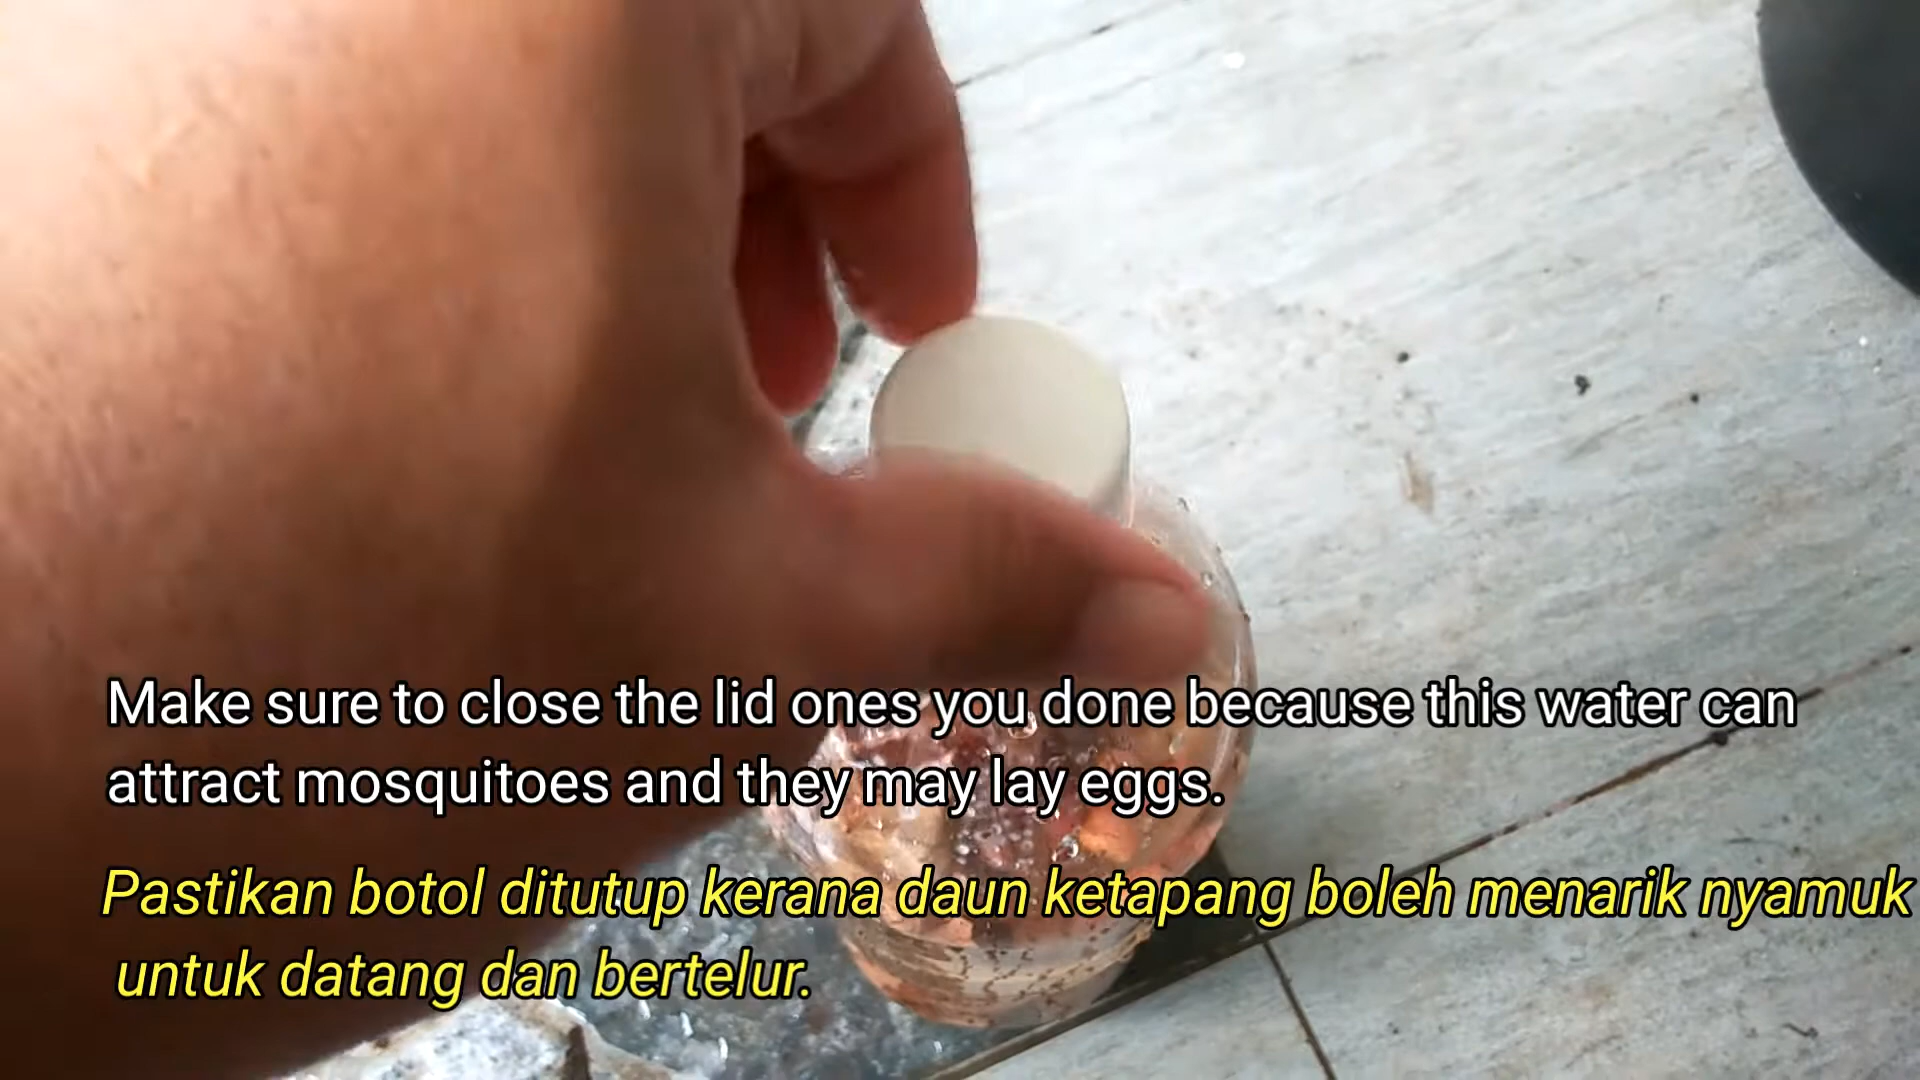 Make sure to close the lid ones you done because this water can
attract mosquitoes and they may lay eggs.
Pastikan botol ditutup kerana daun ketapang boleh menarik nyamuk
untuk datang dan bertelur.